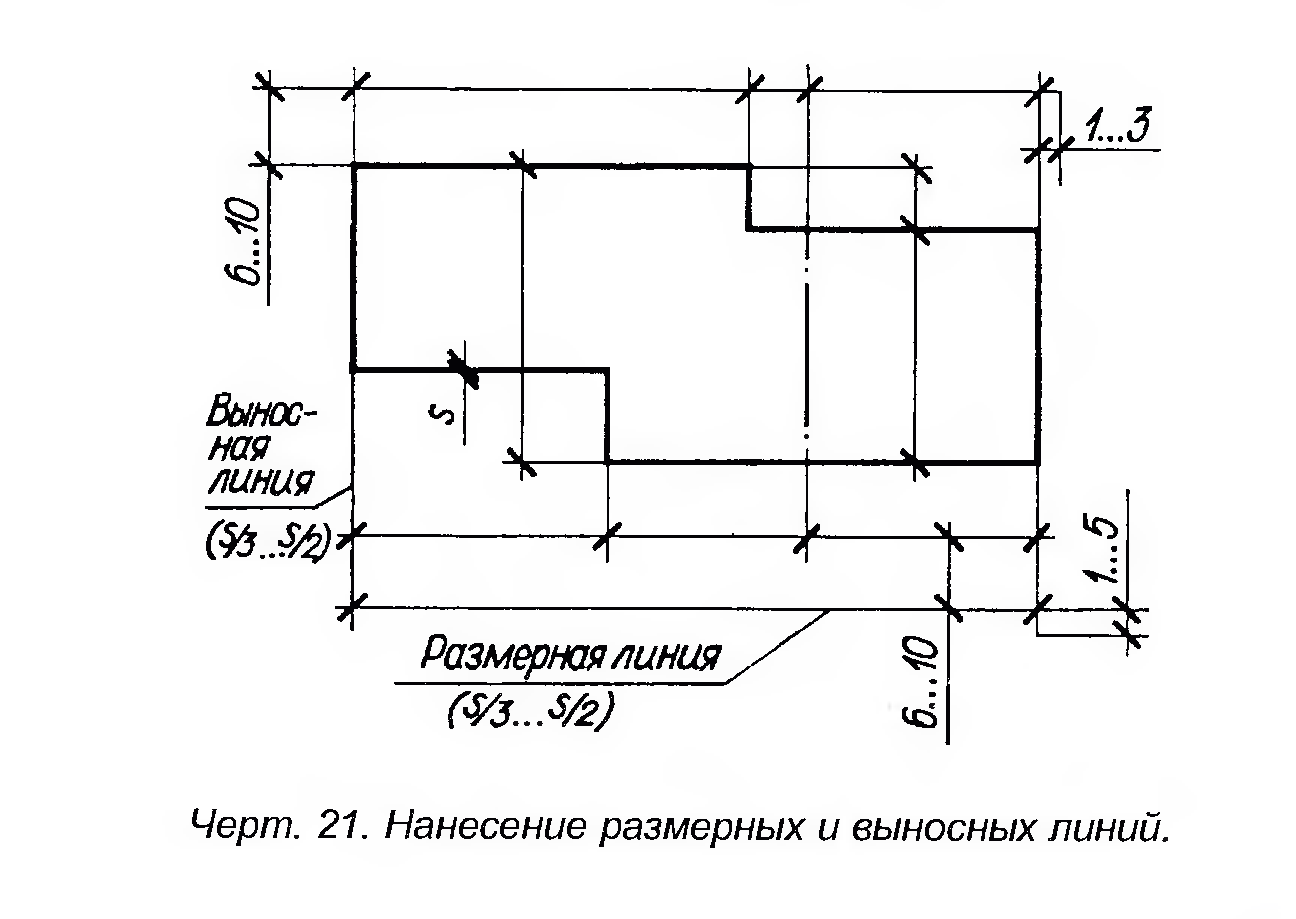 1...3
6...10
s
Вынос-
ная
линия
(s/3...s/2)
1...5
Размерная линия
(s/3...s/2)
6...10
Черт. 21. Нанесение размерных и выносных линий.